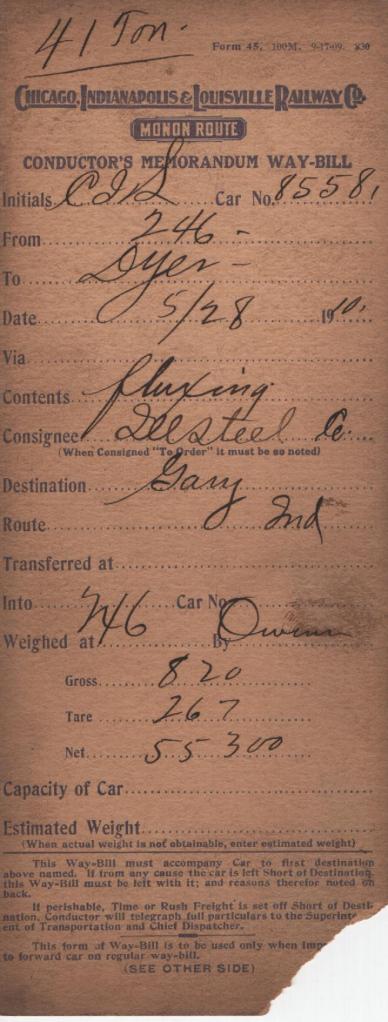 41 Ton.
Form 45. 100M. 9-17-09. 830
CHICAGO, INDIANAPOLIS & LOUISVILLE RAILWAY CO.
MONON ROUTE
CONDUCTOR'S MEMORANDUM WAY-BILL
Initials C I & L Car No. 85581
From 246 -
To Dyer -
Date 5/28 1910.
Via
Contents fluxing
Consignee Ill steel Co.
(When Consigned "To Order" it must be so noted)
Destination Gary
Route Ind
Transferred at
Into Car No.
Weighed at 246 By
Gross 820
Tare 267
Net 55300
Capacity of Car
Estimated Weight
(When actual weight is not obtainable, enter estimated weight)
This Way-Bill must accompany Car to first destination
above named. If from any cause the car is left Short of Destination,
this Way-Bill must be left with it; and reasons therefor noted on
back.
If perishable, Time or Rush Freight is set off Short of Desti-
nation, Conductor will telegraph full particulars to the Superint
ent of Transportation and Chief Dispatcher.
This form of Way-Bill is to be used only when Imp
to forward car on regular way-bill.
(SEE OTHER SIDE)